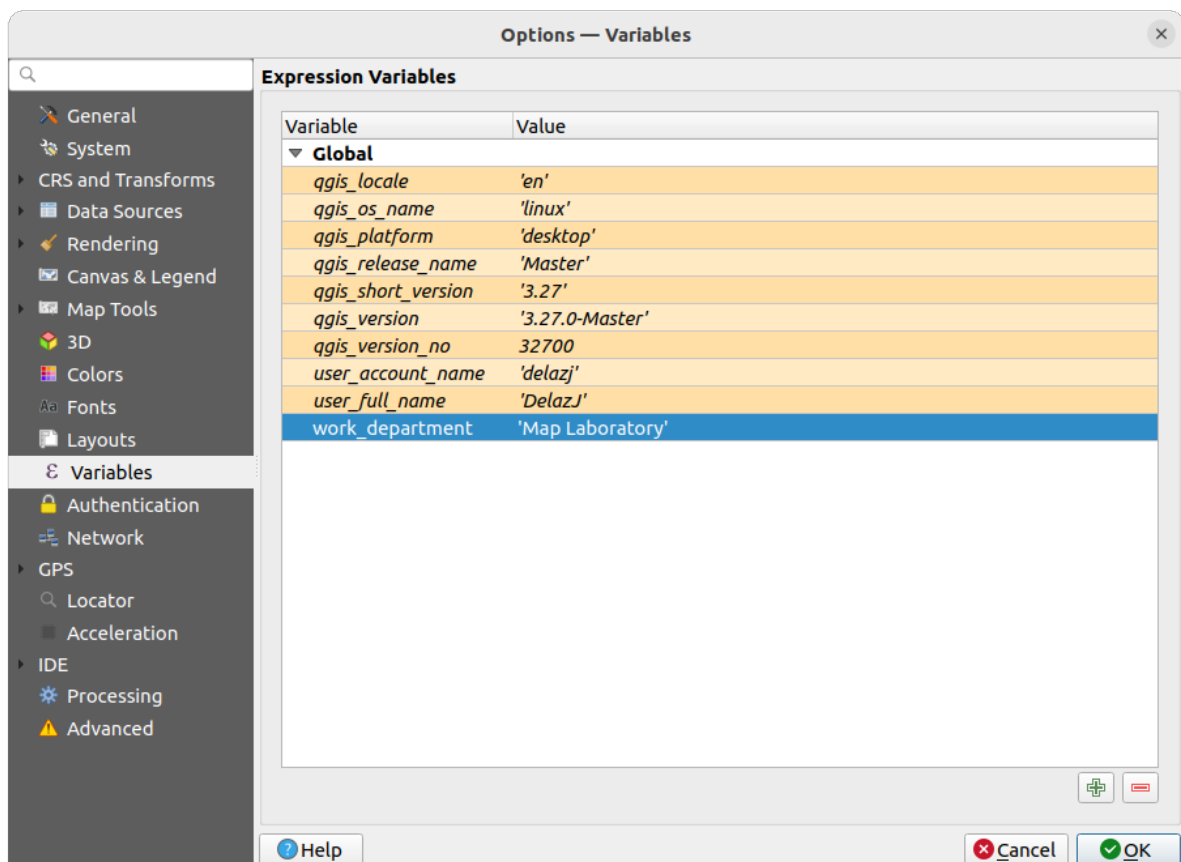 Options — Variables
General
System
CRS and Transforms
Data Sources
Rendering
Canvas & Legend
Map Tools
3D
Colors
Aa Fonts
Layouts
ε Variables
Authentication
Network
GPS
Locator
Acceleration
IDE
Processing
Advanced
Expression Variables
Variable Value
Global
qgis_locale 'en'
qgis_os_name 'linux'
qgis_platform 'desktop'
qgis_release_name 'Master'
qgis_short_version '3.27'
qgis_version '3.27.0-Master'
qgis_version_no 32700
user_account_name 'delazj'
user_full_name 'DelazJ'
work_department 'Map Laboratory'
Help Cancel OK